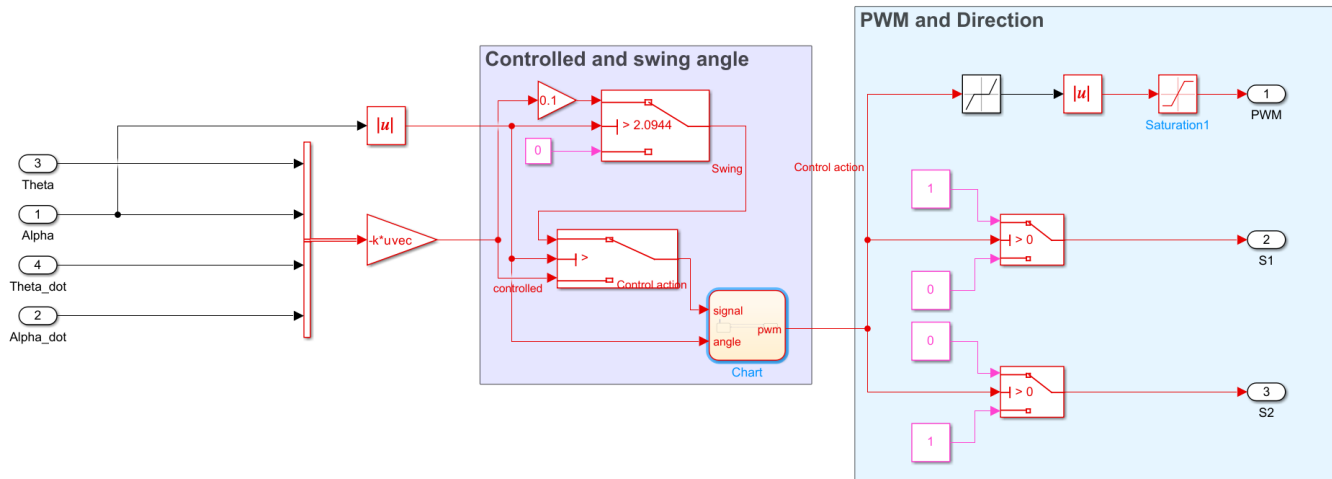 Controlled and swing angle
PWM and Direction
0.1
|u|
> 2.0944
0
Swing
3
Theta
1
Alpha
4
Theta_dot
2
Alpha_dot
-k*uvec
>
controlled
Control action
signal
pwm
angle
Chart
Control action
|u|
Saturation1
1
PWM
1
> 0
0
2
S1
0
> 0
1
3
S2